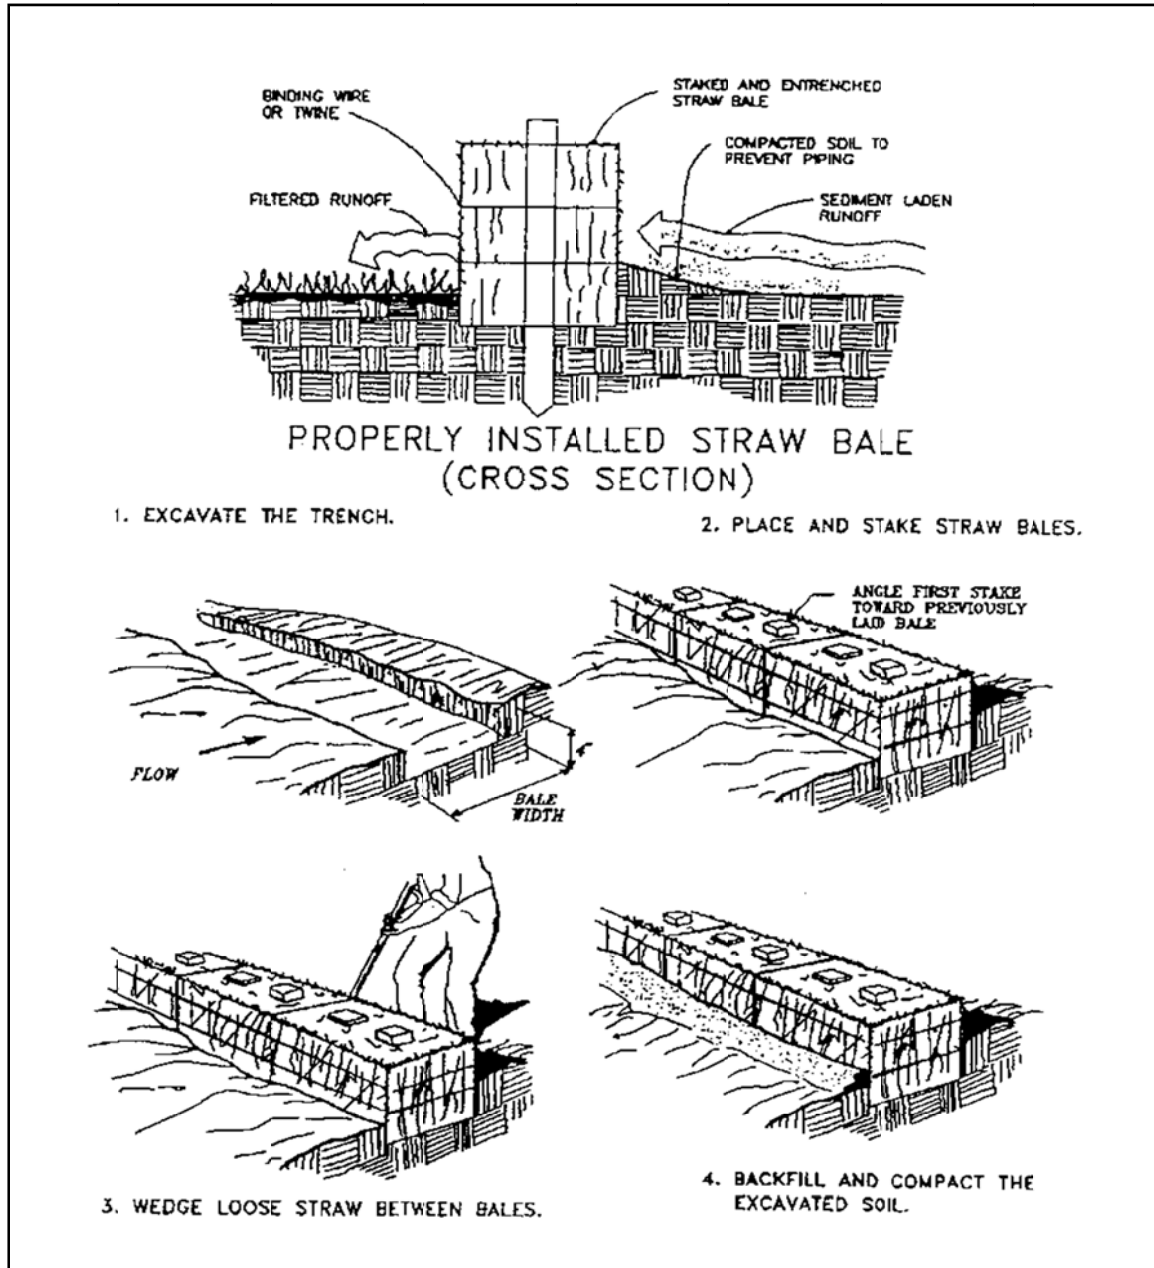 BINDING WIRE
OR TWINE
STAKED AND ENTRENCHED
STRAW BALE
COMPACTED SOIL TO
PREVENT PIPING
FILTERED RUNOFF
SEDIMENT LADEN
RUNOFF
PROPERLY INSTALLED STRAW BALE
(CROSS SECTION)
1. EXCAVATE THE TRENCH.
2. PLACE AND STAKE STRAW BALES.
ANGLE FIRST STAKE
TOWARD PREVIOUSLY
LAID BALE
FLOW
4"
BALE
WIDTH
3. WEDGE LOOSE STRAW BETWEEN BALES.
4. BACKFILL AND COMPACT THE
EXCAVATED SOIL.